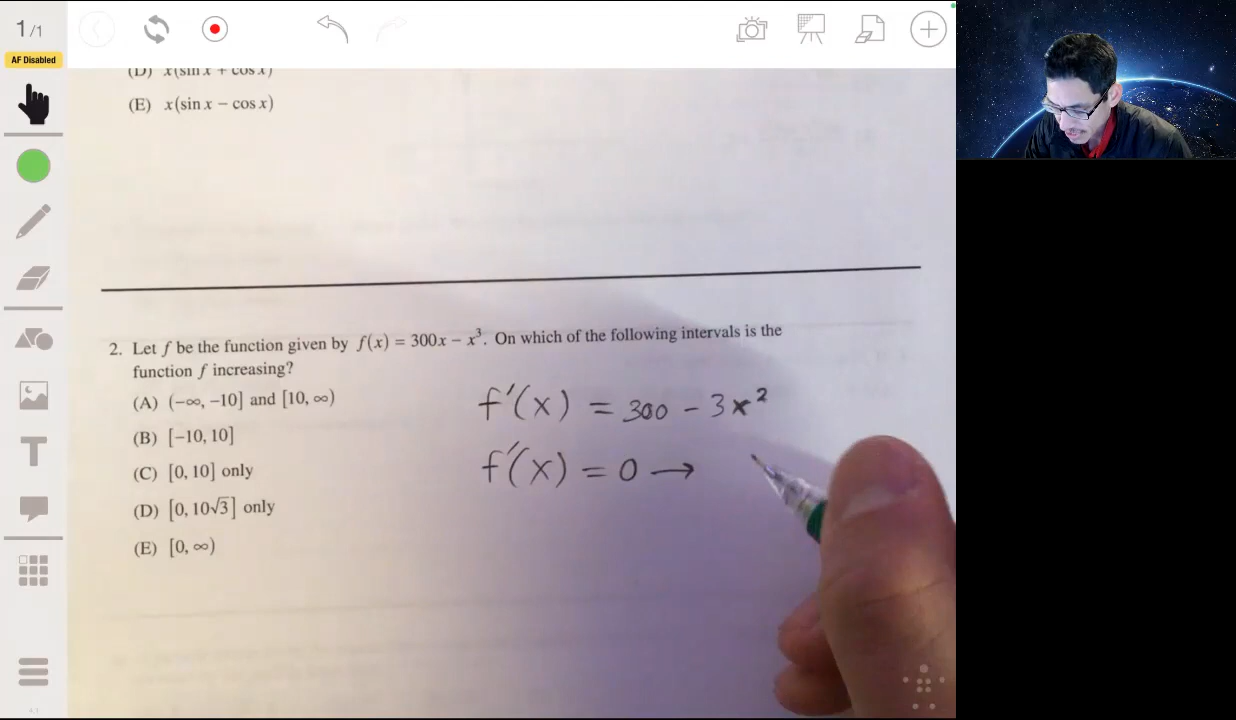 1/1
AF Disabled
(D) x(sin x + cos x)
(E) x(sin x − cos x)
2. Let f be the function given by f(x) = 300x − x³. On which of the following intervals is the
function f increasing?
(A) (−∞, −10] and [10, ∞)
(B) [−10, 10]
(C) [0, 10] only
(D) [0, 10√3] only
(E) [0, ∞)
f'(x) = 300 − 3x²
f'(x) = 0 →
T